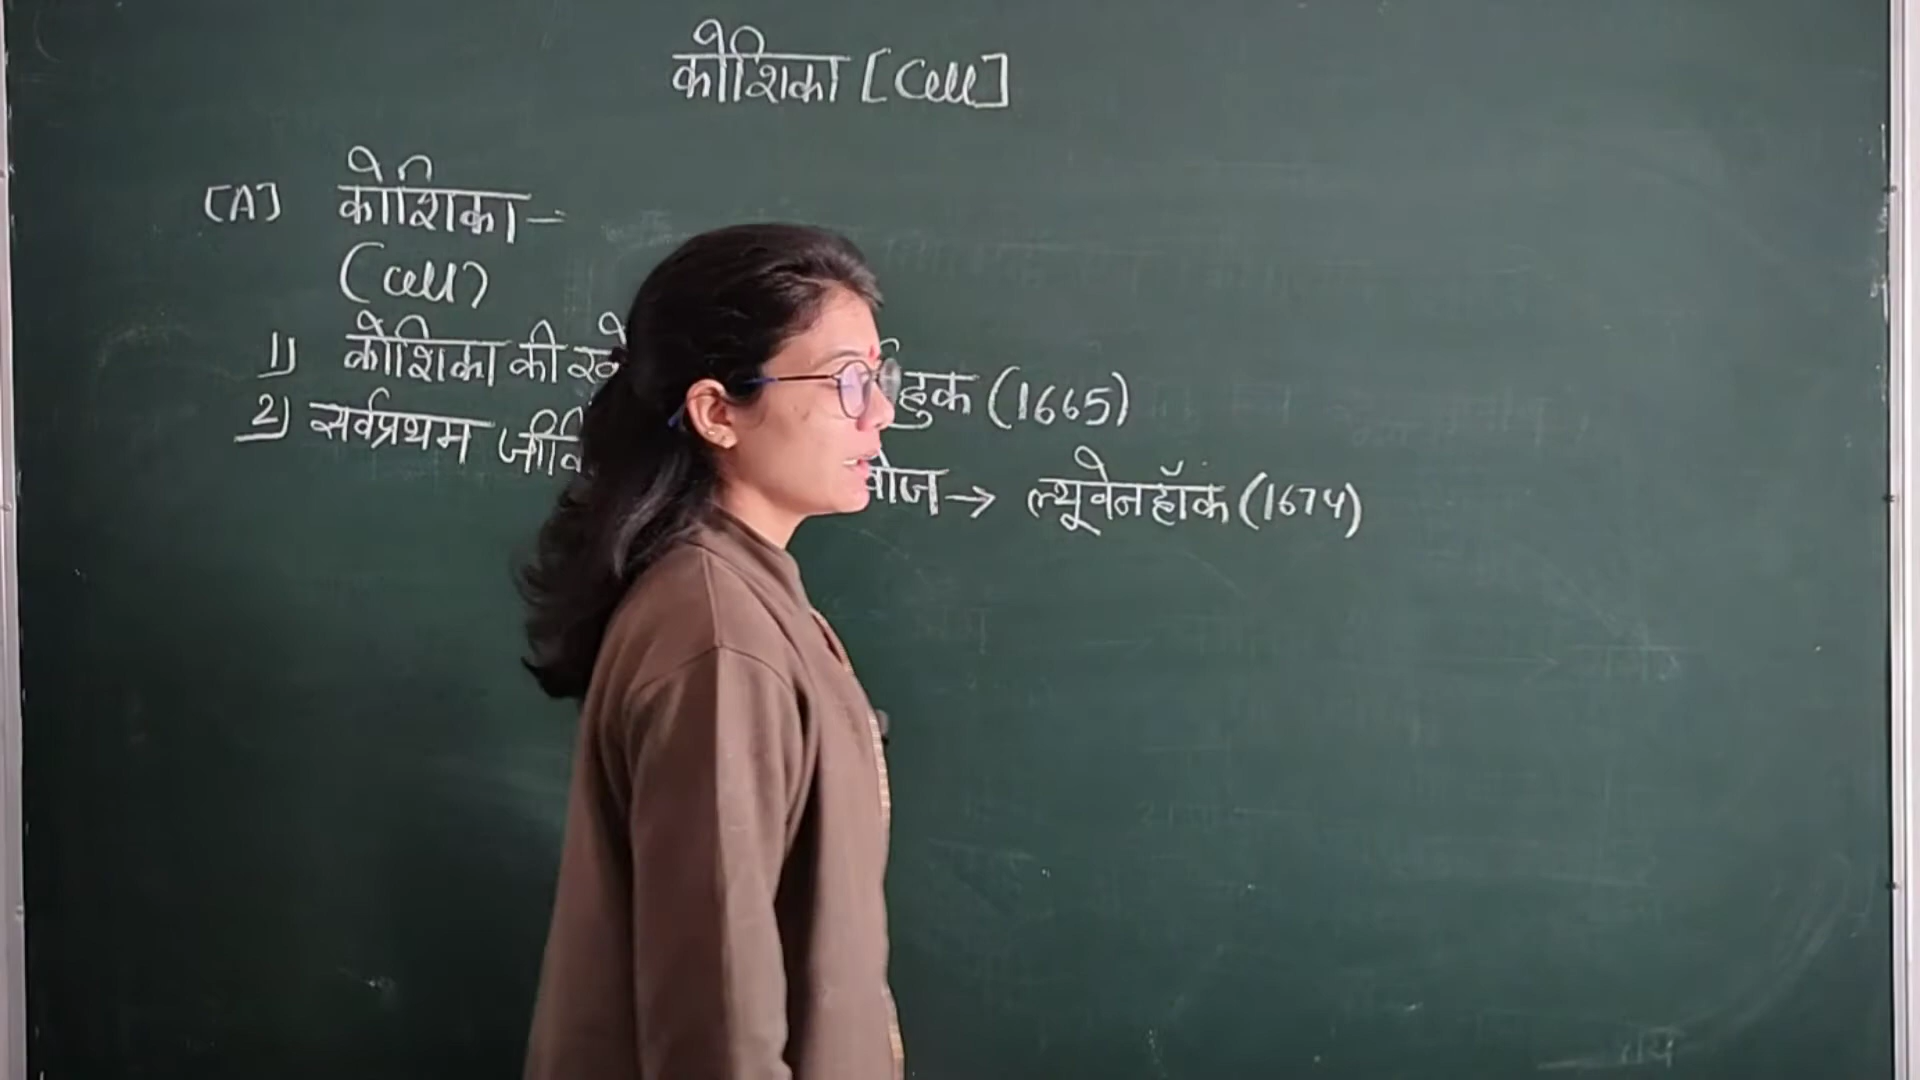 कोशिका [Cell]
[A] कोशिका -
(cell)
1) कोशिका की हुक (1665)
2) सर्वप्रथम → ल्यूवेनहॉक (1674)